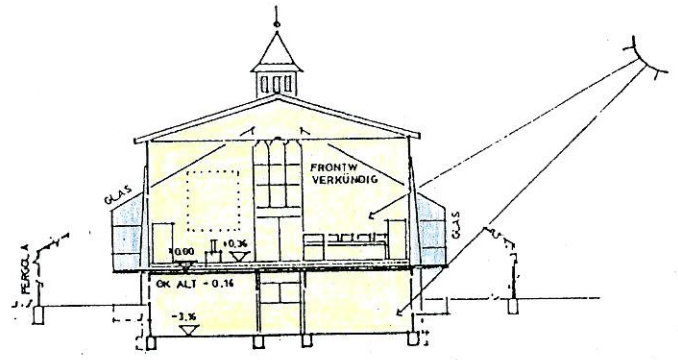 FRONTW
VERKÜNDIG
GLAS
GLAS
PERGOLA
±0.00
+0,36
OK ALT -0.16
-3,16